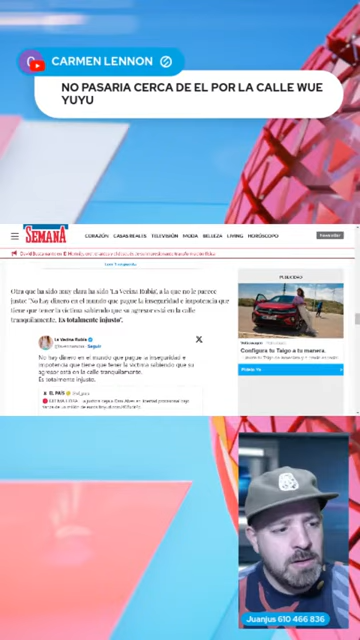 CARMEN LENNON
NO PASARIA CERCA DE EL POR LA CALLE WUE
YUYU
SEMANA
CORAZÓN CASAS REALES TELEVISIÓN MODA BELLEZA LIVING HORÓSCOPO
PUBLICIDAD
Otra que ha sido muy clara ha sido 'La Vecina Rubia', a la que no le parece
justo: "No hay dinero en el mundo que pague la inseguridad e impotencia que
tiene que tener la víctima sabiendo que su agresor está en la calle
tranquilamente. Es totalmente injusto".
La Vecina Rubia
Seguir
No hay dinero en el mundo que pague la inseguridad e
impotencia que tiene que tener la víctima sabiendo que su
agresor está en la calle tranquilamente.
Es totalmente injusto.
EL PAÍS
Configura tu Taigo a tu manera.
Juanjus 610 466 836